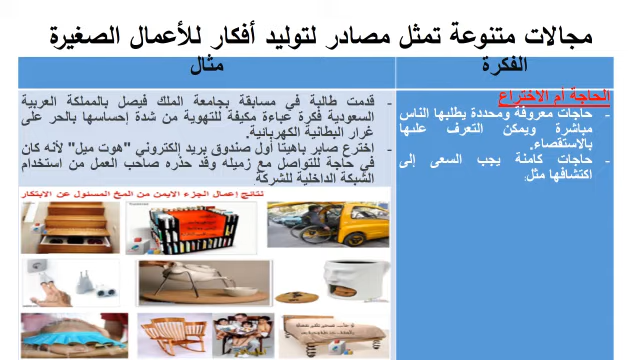 مجالات متنوعة تمثل مصادر لتوليد أفكار للأعمال الصغيرة
الفكرة
مثال
الحاجة أم الاختراع
- حاجات معروفة ومحددة يطلبها الناس
مباشرة ويمكن التعرف عليها
بالاستقصاء.
- حاجات كامنة يجب السعى إلى
اكتشافها مثل
- قدمت طالبة في مسابقة بجامعة الملك فيصل بالمملكة العربية
السعودية فكرة عباءة مكيفة للتهوية من شدة إحساسها بالحر على
غرار البطانية الكهربائية.
- اخترع صابر باهيتا أول صندوق بريد إلكتروني "هوت ميل" لأنه كان
في حاجة للتواصل مع زميله وقد حذره صاحب العمل من استخدام
الشبكة الداخلية للشركة
نتائج إعمال الجزء الايمن من المخ المسئول عن الابتكار